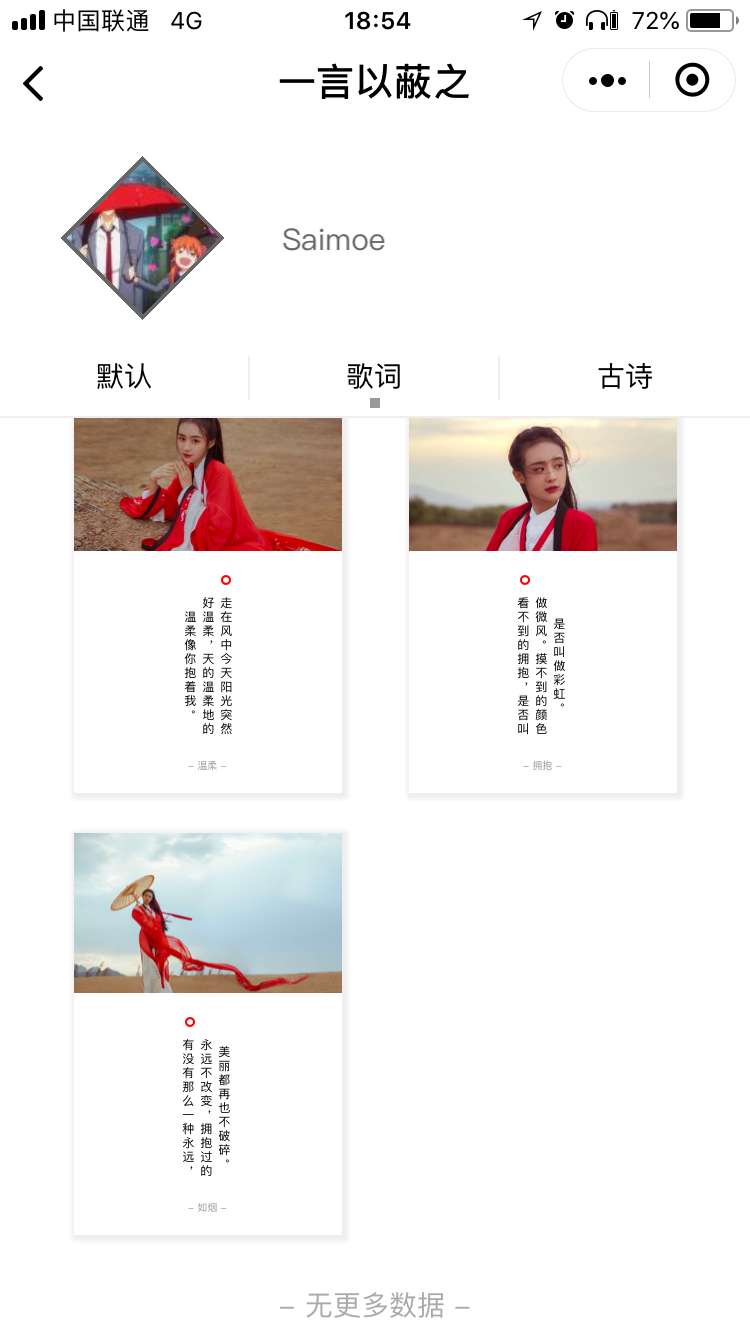 中国联通 4G 18:54 72%
一言以蔽之
Saimoe
默认 歌词 古诗
走在风中今天阳光突然
好温柔，天的温柔地的
温柔像你抱着我。
– 温柔 –
看不到的拥抱，是否叫
做微风。摸不到的颜色
是否叫做彩虹。
– 拥抱 –
有没有那么一种永远，
永远不改变，拥抱过的
美丽都再也不破碎。
– 如烟 –
– 无更多数据 –